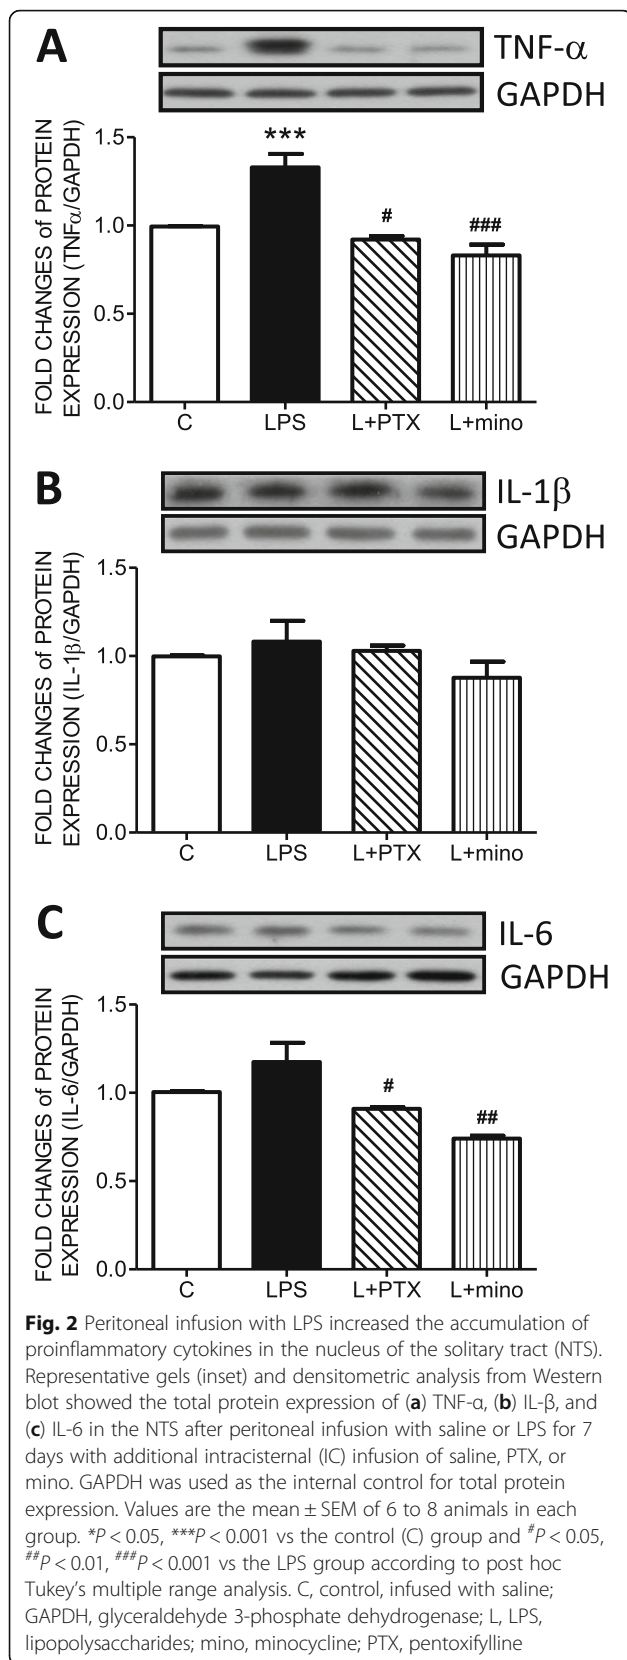 A
TNF-α
GAPDH
FOLD CHANGES of PROTEIN
EXPRESSION (TNFα/GAPDH)
1.5
1.0
0.5
0.0
***
#
###
C LPS L+PTX L+mino
B
IL-1β
GAPDH
FOLD CHANGES of PROTEIN
EXPRESSION (IL-1β/GAPDH)
1.5
1.0
0.5
0.0
C LPS L+PTX L+mino
C
IL-6
GAPDH
FOLD CHANGES of PROTEIN
EXPRESSION (IL-6/GAPDH)
1.5
1.0
0.5
0.0
#
##
C LPS L+PTX L+mino
Fig. 2 Peritoneal infusion with LPS increased the accumulation of
proinflammatory cytokines in the nucleus of the solitary tract (NTS).
Representative gels (inset) and densitometric analysis from Western
blot showed the total protein expression of (a) TNF-α, (b) IL-β, and
(c) IL-6 in the NTS after peritoneal infusion with saline or LPS for 7
days with additional intracisternal (IC) infusion of saline, PTX, or
mino. GAPDH was used as the internal control for total protein
expression. Values are the mean ± SEM of 6 to 8 animals in each
group. *P < 0.05, ***P < 0.001 vs the control (C) group and #P < 0.05,
##P < 0.01, ###P < 0.001 vs the LPS group according to post hoc
Tukey's multiple range analysis. C, control, infused with saline;
GAPDH, glyceraldehyde 3-phosphate dehydrogenase; L, LPS,
lipopolysaccharides; mino, minocycline; PTX, pentoxifylline